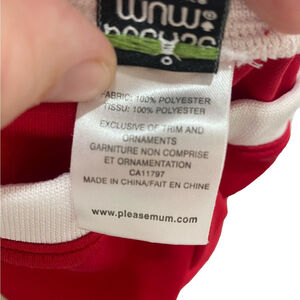 mum
FABRIC: 100% POLYESTER
TISSU: 100% POLYESTER
EXCLUSIVE OF TRIM AND
ORNAMENTS
GARNITURE NON COMPRISE
ET ORNAMENTATION
CA11797
MADE IN CHINA/FAIT EN CHINE
www.pleasemum.com